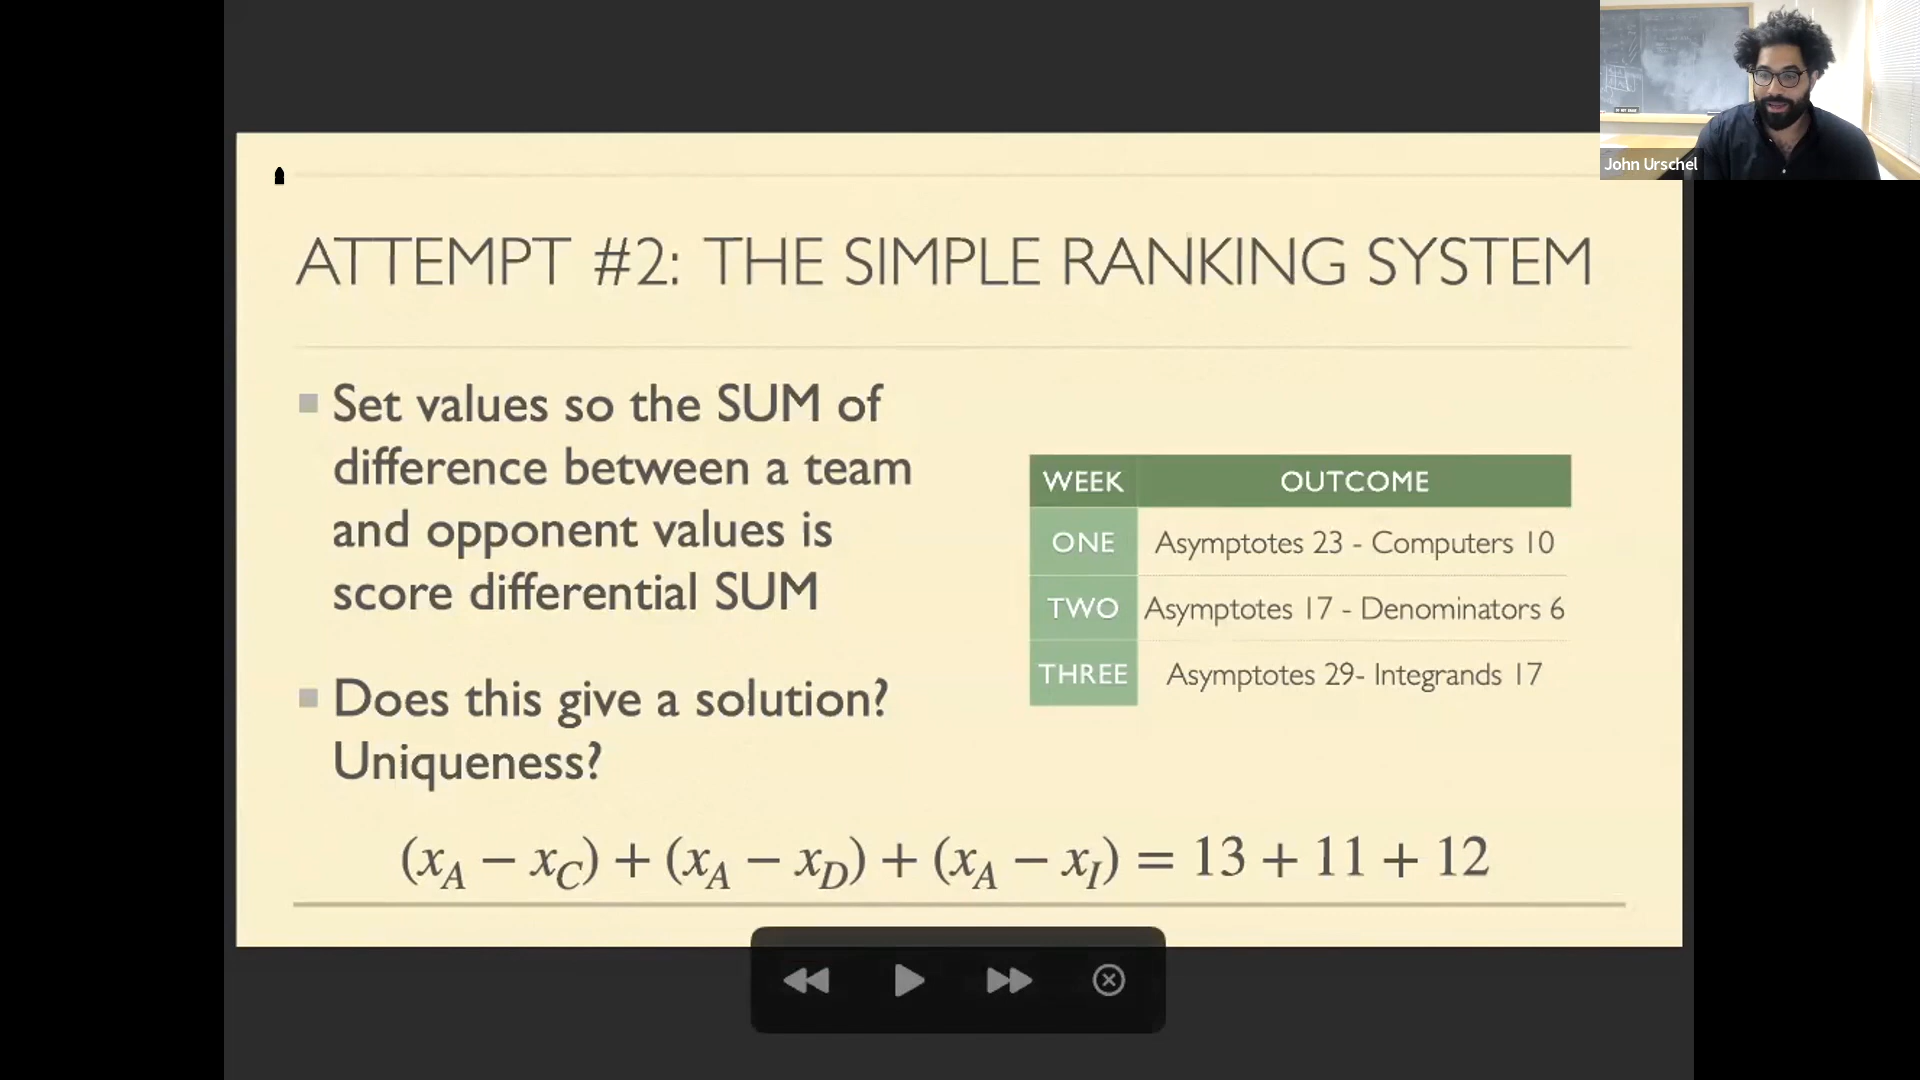 John Urschel
ATTEMPT #2: THE SIMPLE RANKING SYSTEM
Set values so the SUM of
difference between a team
and opponent values is
score differential SUM
Does this give a solution?
Uniqueness?
WEEK OUTCOME
ONE Asymptotes 23 - Computers 10
TWO Asymptotes 17 - Denominators 6
THREE Asymptotes 29- Integrands 17
(x_A − x_C) + (x_A − x_D) + (x_A − x_I) = 13 + 11 + 12